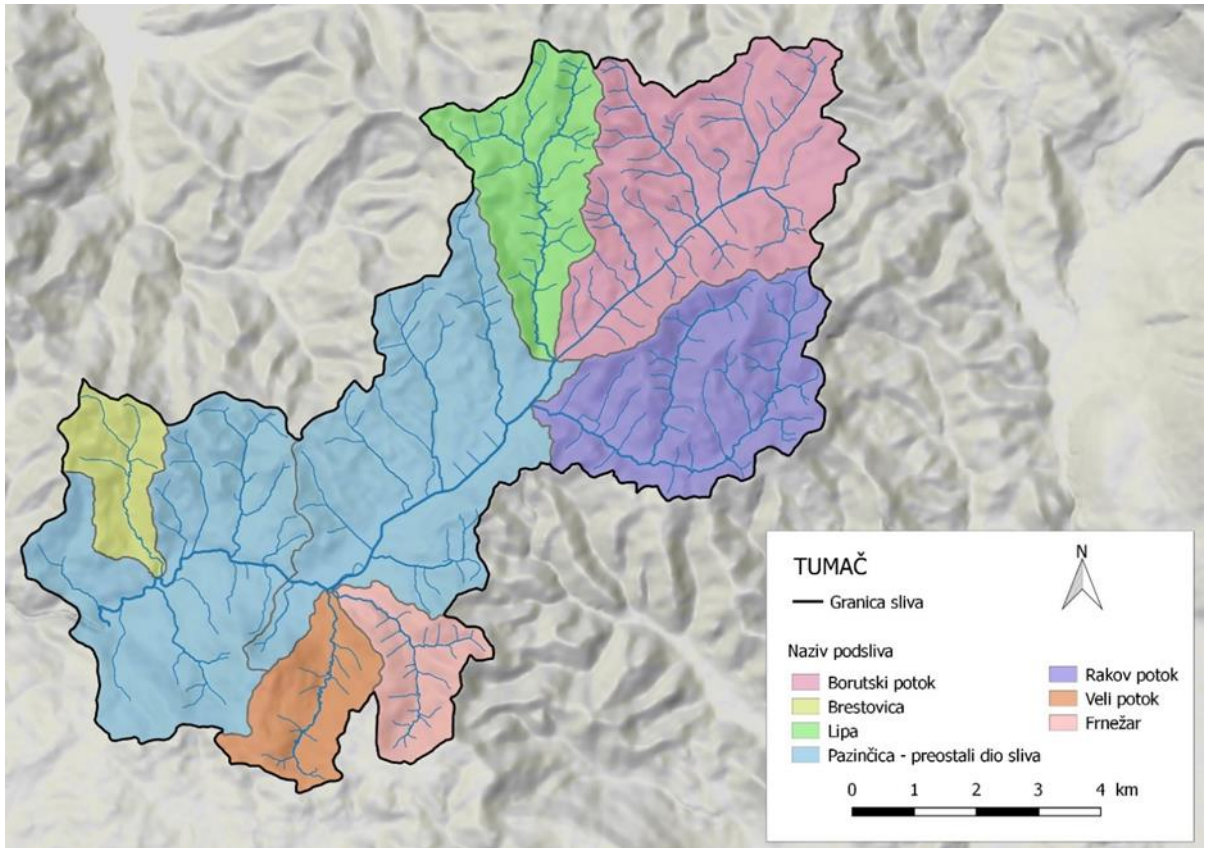 TUMAČ
N
Granica sliva
Naziv podsliva
Borutski potok
Brestovica
Lipa
Pazinčica - preostali dio sliva
Rakov potok
Veli potok
Frnežar
0 1 2 3 4 km